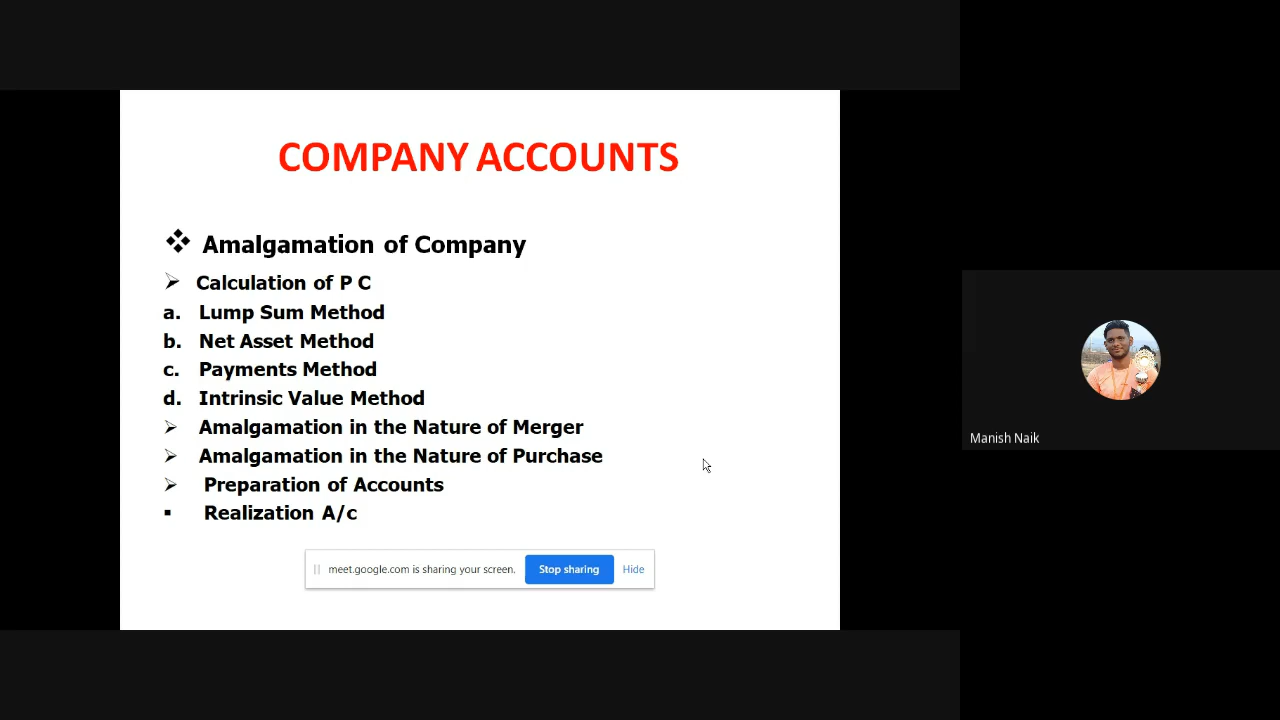 COMPANY ACCOUNTS
❖ Amalgamation of Company
➢ Calculation of P C
a. Lump Sum Method
b. Net Asset Method
c. Payments Method
d. Intrinsic Value Method
➢ Amalgamation in the Nature of Merger
➢ Amalgamation in the Nature of Purchase
➢ Preparation of Accounts
▪ Realization A/c
meet.google.com is sharing your screen. Stop sharing Hide
Manish Naik